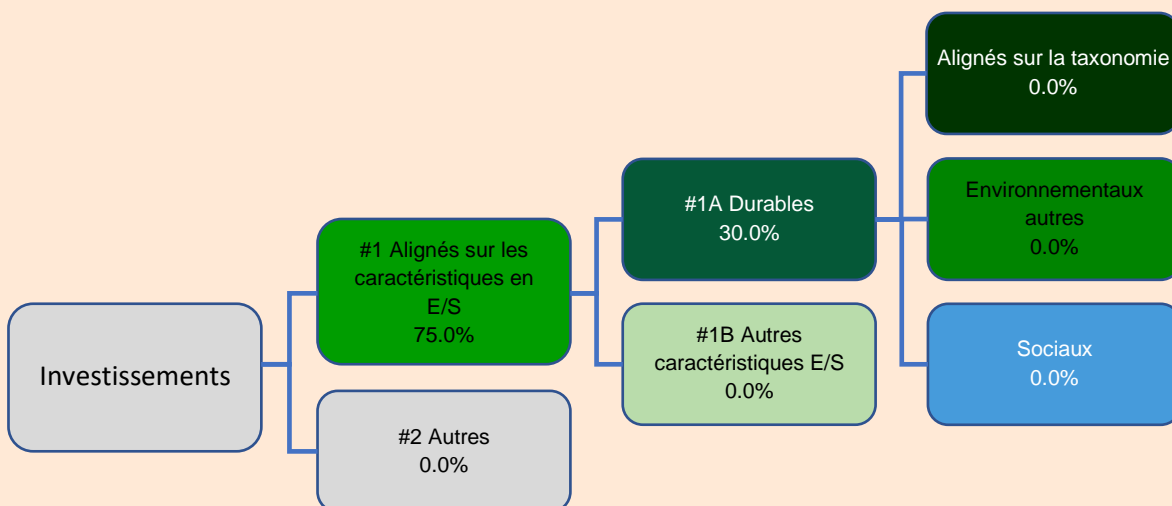 Investissements
#1 Alignés sur les
caractéristiques en
E/S
75.0%
#2 Autres
0.0%
#1A Durables
30.0%
#1B Autres
caractéristiques E/S
0.0%
Alignés sur la taxonomie
0.0%
Environnementaux
autres
0.0%
Sociaux
0.0%